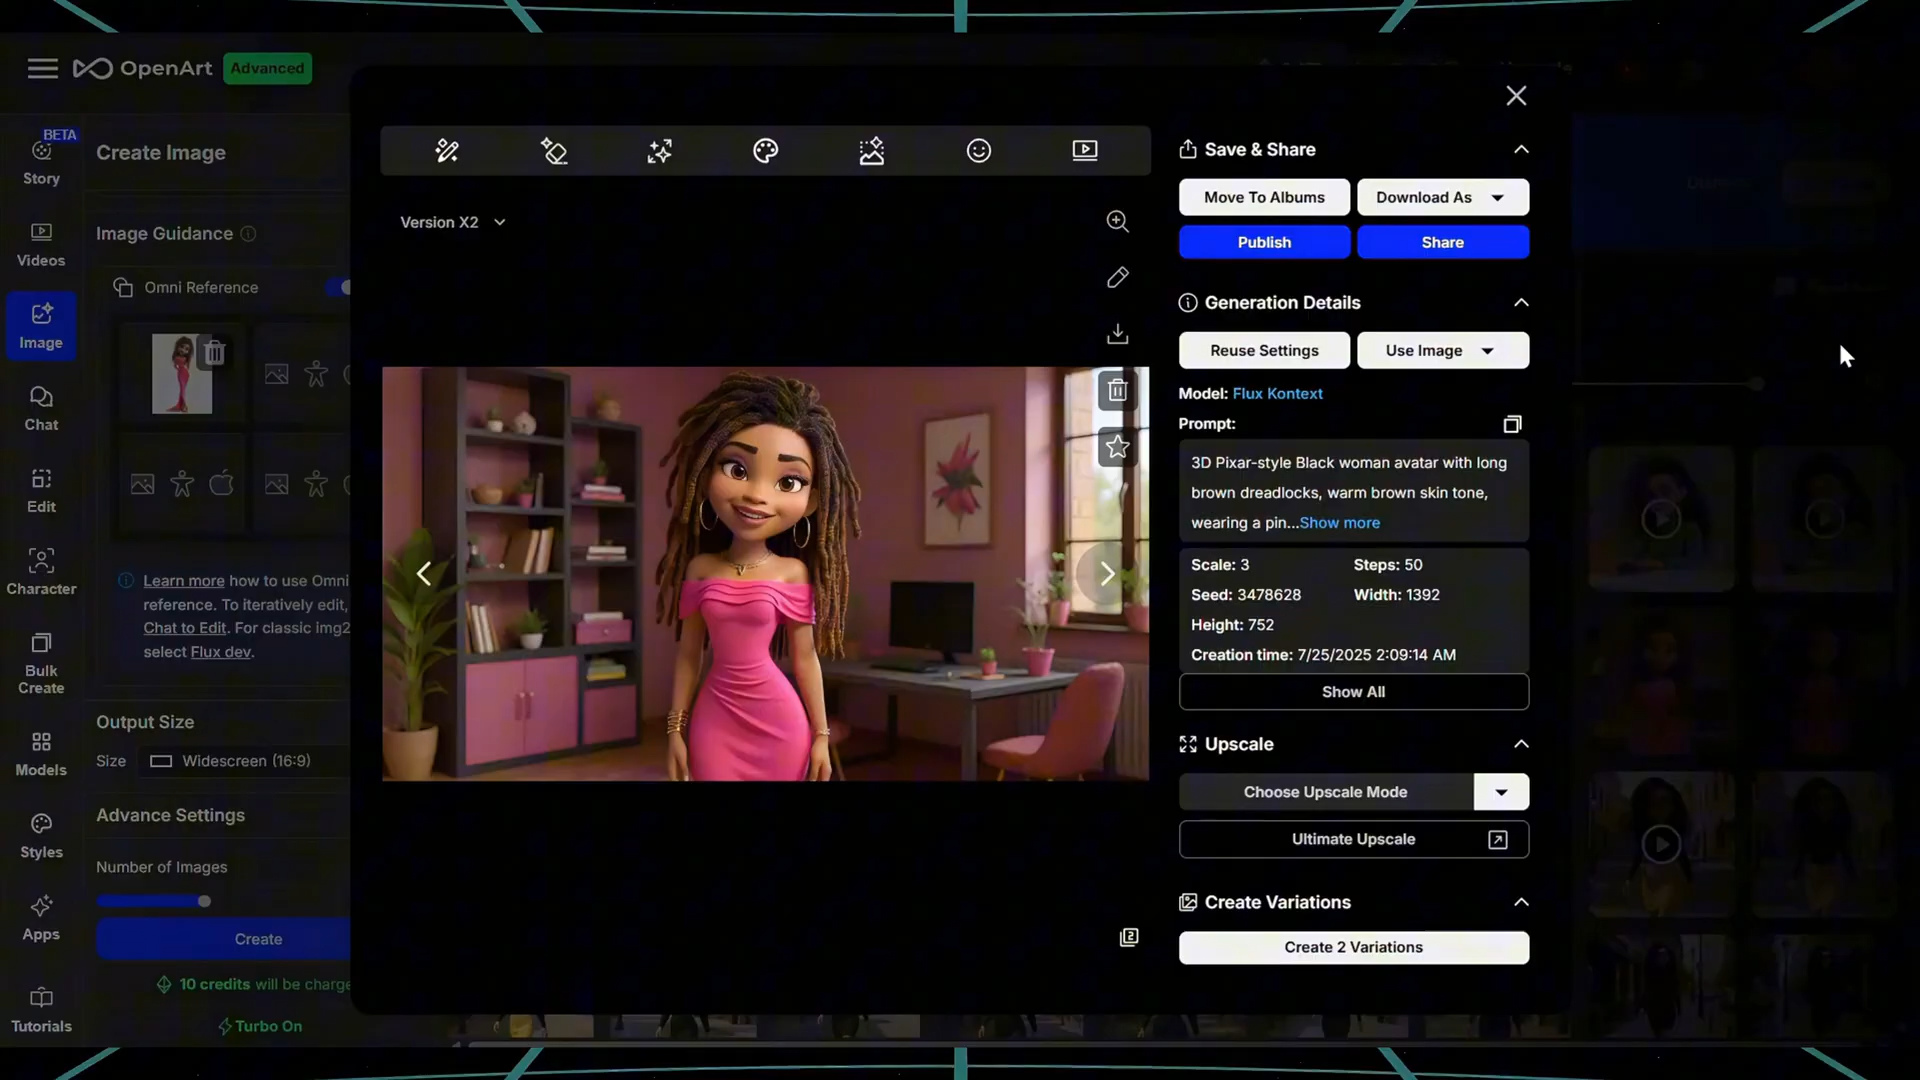 OpenArt Advanced
BETA
Story
Videos
Image
Chat
Edit
Character
Bulk
Create
Models
Styles
Apps
Tutorials
Create Image
Image Guidance
Omni Reference
Learn more how to use Omni
reference. To iteratively edit,
Chat to Edit. For classic img2
select Flux dev.
Output Size
Size Widescreen (16:9)
Advance Settings
Number of Images
Create
10 credits will be charge
Turbo On
Version X2
Save & Share
Move To Albums Download As
Publish Share
Generation Details
Reuse Settings Use Image
Model: Flux Kontext
Prompt:
3D Pixar-style Black woman avatar with long
brown dreadlocks, warm brown skin tone,
wearing a pin...Show more
Scale: 3 Steps: 50
Seed: 3478628 Width: 1392
Height: 752
Creation time: 7/25/2025 2:09:14 AM
Show All
Upscale
Choose Upscale Mode
Ultimate Upscale
Create Variations
Create 2 Variations
2